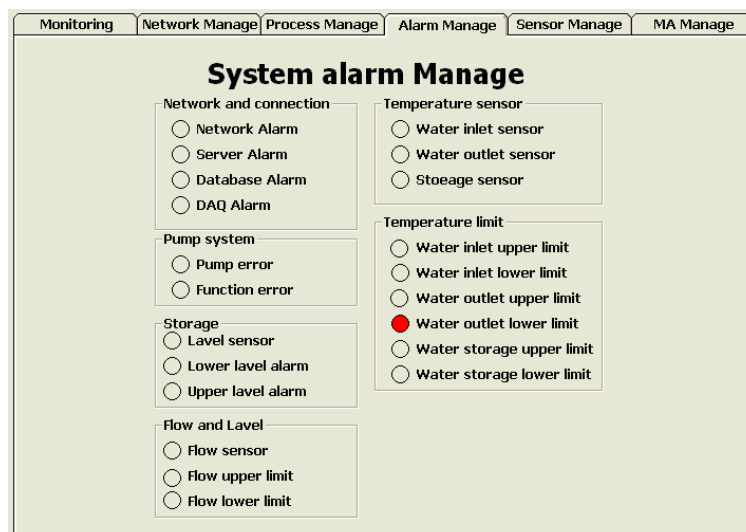 Monitoring
Network Manage
Process Manage
Alarm Manage
Sensor Manage
MA Manage
System alarm Manage
Network and connection
Network Alarm
Server Alarm
Database Alarm
DAQ Alarm
Pump system
Pump error
Function error
Storage
Lavel sensor
Lower level alarm
Upper level alarm
Flow and Lavel
Flow sensor
Flow upper limit
Flow lower limit
Temperature sensor
Water inlet sensor
Water outlet sensor
Stoeage sensor
Temperature limit
Water inlet upper limit
Water inlet lower limit
Water outlet upper limit
Water outlet lower limit
Water storage upper limit
Water storage lower limit